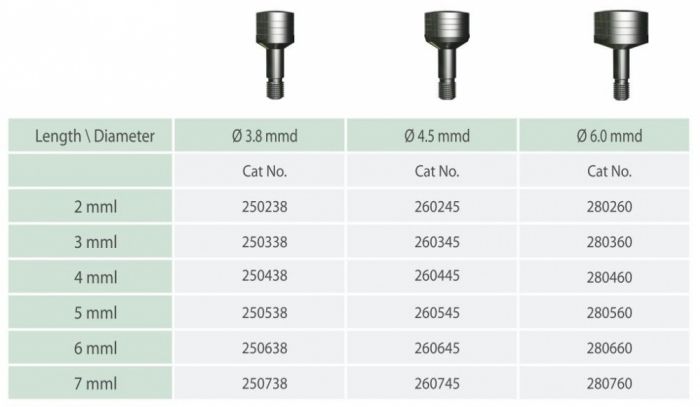 Length \ Diameter Ø 3.8 mmd Ø 4.5 mmd Ø 6.0 mmd
Cat No. Cat No. Cat No.
2 mml 250238 260245 280260
3 mml 250338 260345 280360
4 mml 250438 260445 280460
5 mml 250538 260545 280560
6 mml 250638 260645 280660
7 mml 250738 260745 280760